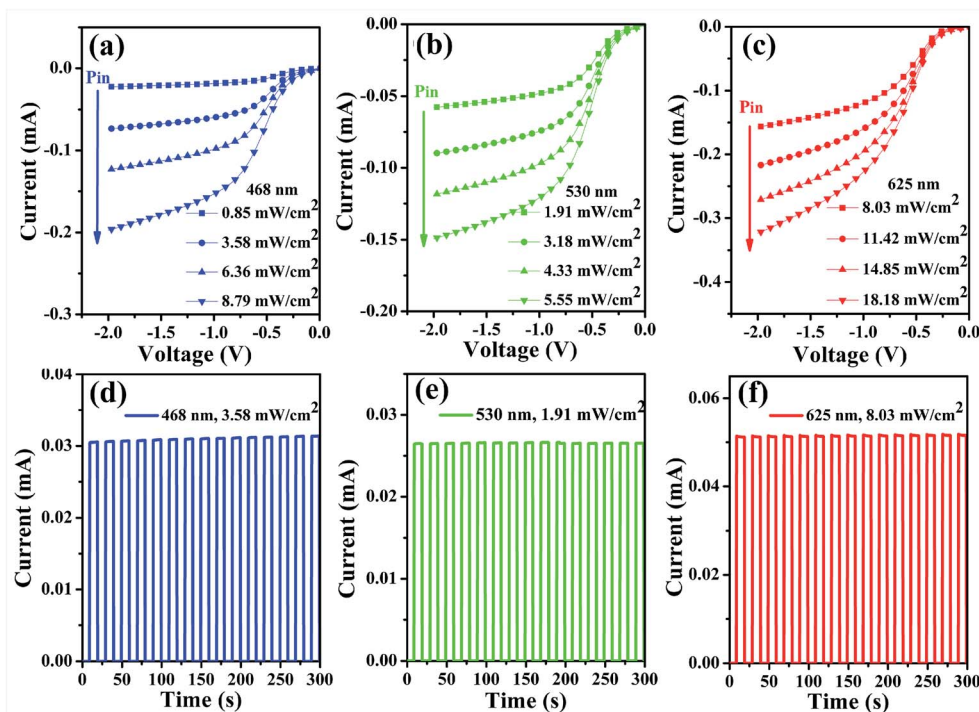 (a)
0.0
-0.1
-0.2
-0.3
Current (mA)
Pin
468 nm
0.85 mW/cm²
3.58 mW/cm²
6.36 mW/cm²
8.79 mW/cm²
-2.0 -1.5 -1.0 -0.5 0.0
Voltage (V)
(b)
0.00
-0.05
-0.10
-0.15
-0.20
Current (mA)
Pin
530 nm
1.91 mW/cm²
3.18 mW/cm²
4.33 mW/cm²
5.55 mW/cm²
-2.0 -1.5 -1.0 -0.5 0.0
Voltage (V)
(c)
0.0
-0.1
-0.2
-0.3
-0.4
Current (mA)
Pin
625 nm
8.03 mW/cm²
11.42 mW/cm²
14.85 mW/cm²
18.18 mW/cm²
-2.0 -1.5 -1.0 -0.5 0.0
Voltage (V)
(d)
468 nm, 3.58 mW/cm²
0.04
0.03
0.02
0.01
0.00
Current (mA)
0 50 100 150 200 250 300
Time (s)
(e)
530 nm, 1.91 mW/cm²
0.03
0.02
0.01
0.00
Current (mA)
0 50 100 150 200 250 300
Time (s)
(f)
625 nm, 8.03 mW/cm²
0.06
0.04
0.02
0.00
Current (mA)
0 50 100 150 200 250 300
Time (s)